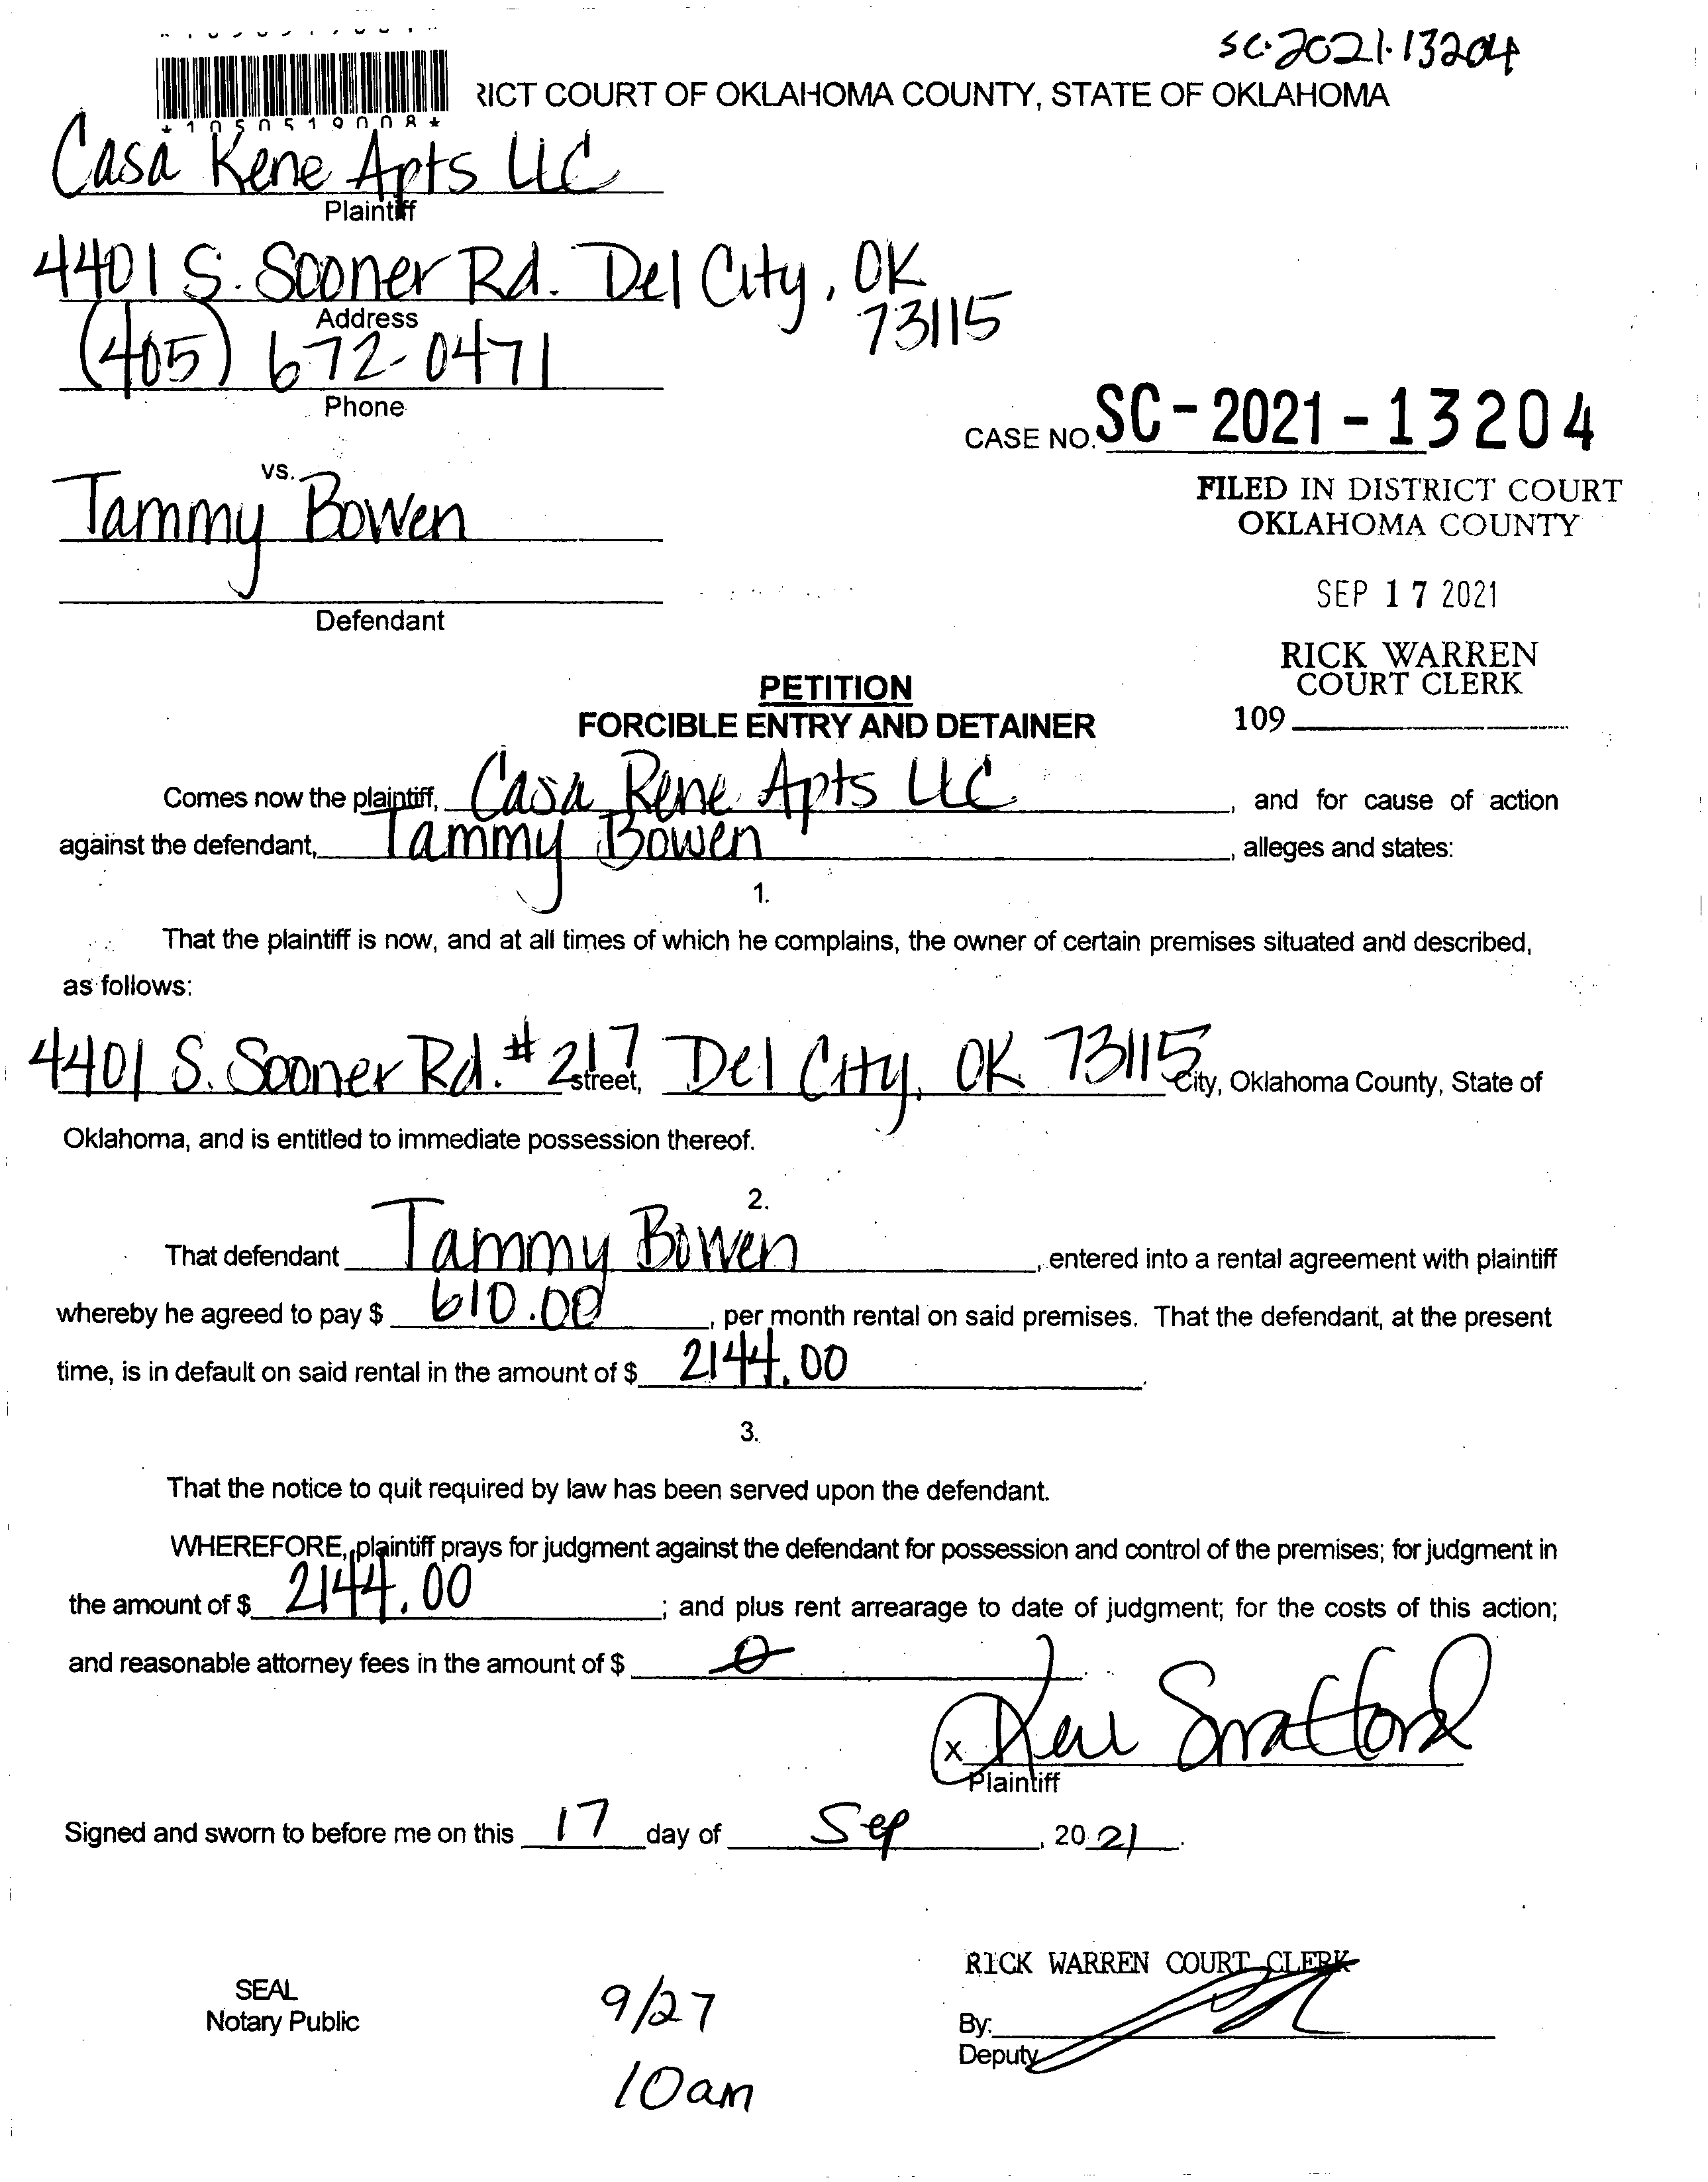 SC-2021-13204
RICT COURT OF OKLAHOMA COUNTY, STATE OF OKLAHOMA
*1050519008*
Casa Rene Apts LLC
Plaintiff
4401 S. Sooner Rd. Del City, OK
73115
Address
(405) 672-0471
Phone
CASE NO. SC-2021-13204
vs.
Tammy Bowen
FILED IN DISTRICT COURT
OKLAHOMA COUNTY
SEP 17 2021
Defendant
RICK WARREN
COURT CLERK
109
PETITION
FORCIBLE ENTRY AND DETAINER
Comes now the plaintiff, Casa Rene Apts LLC, and for cause of action
against the defendant, Tammy Bowen, alleges and states:
1.
That the plaintiff is now, and at all times of which he complains, the owner of certain premises situated and described,
as follows:
4401 S. Sooner Rd. #217 street, Del City, OK 73115 City, Oklahoma County, State of
Oklahoma, and is entitled to immediate possession thereof.
2.
That defendant Tammy Bowen, entered into a rental agreement with plaintiff
whereby he agreed to pay $ 610.00, per month rental on said premises. That the defendant, at the present
time, is in default on said rental in the amount of $ 2144.00.
3.
That the notice to quit required by law has been served upon the defendant.
WHEREFORE, plaintiff prays for judgment against the defendant for possession and control of the premises; for judgment in
the amount of $ 2144.00; and plus rent arrearage to date of judgment; for the costs of this action;
and reasonable attorney fees in the amount of $ 0.
x
Plaintiff
Signed and sworn to before me on this 17 day of Sep, 2021.
RICK WARREN COURT CLERK
SEAL
Notary Public
9/27
By:
Deputy
10am